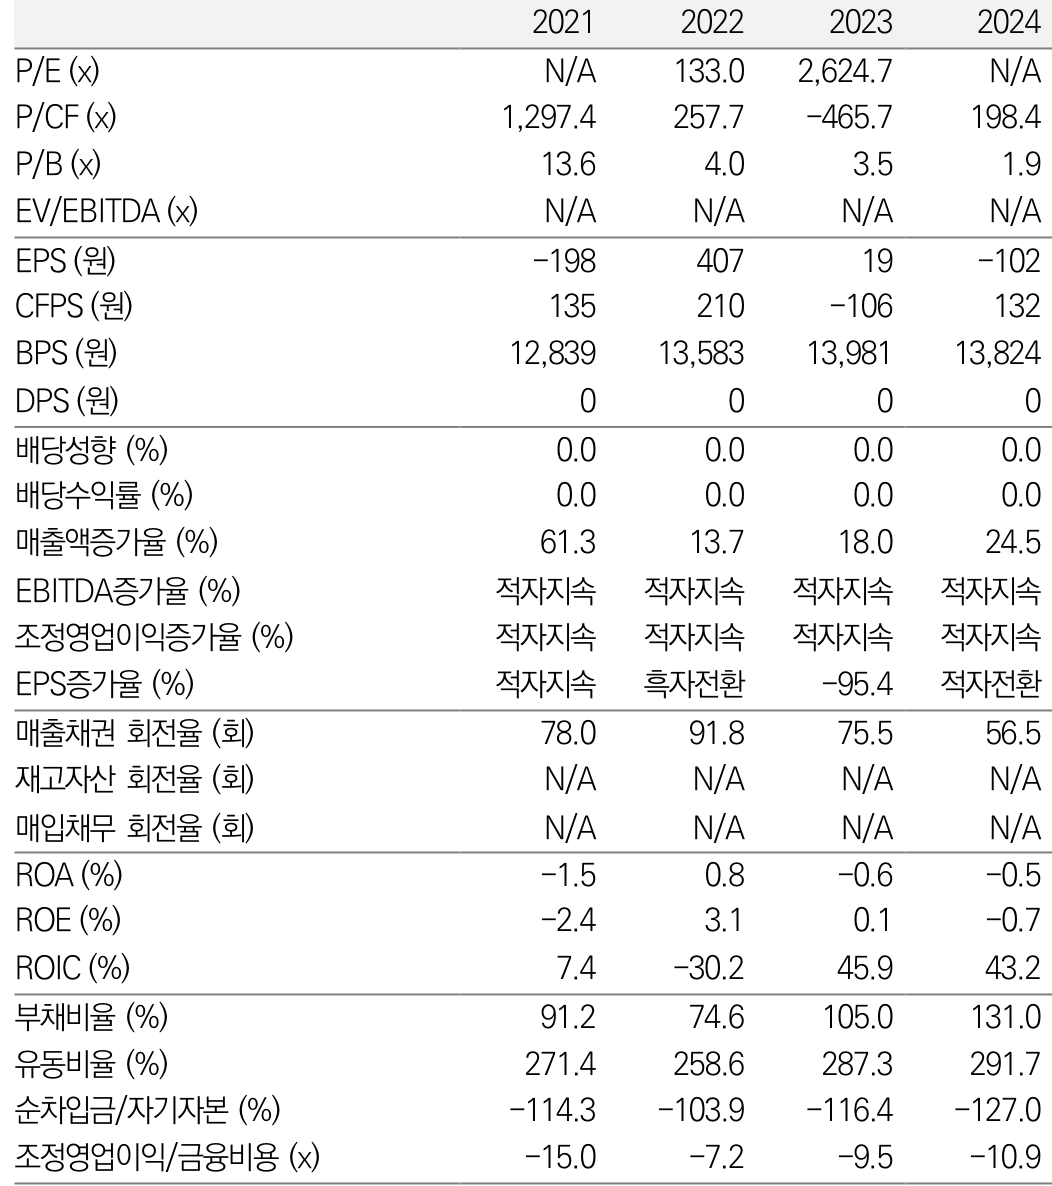 2021 2022 2023 2024
P/E (x) N/A 133.0 2,624.7 N/A
P/CF (x) 1,297.4 257.7 −465.7 198.4
P/B (x) 13.6 4.0 3.5 1.9
EV/EBITDA (x) N/A N/A N/A N/A
EPS (원) −198 407 19 −102
CFPS (원) 135 210 −106 132
BPS (원) 12,839 13,583 13,981 13,824
DPS (원) 0 0 0 0
배당성향 (%) 0.0 0.0 0.0 0.0
배당수익률 (%) 0.0 0.0 0.0 0.0
매출액증가율 (%) 61.3 13.7 18.0 24.5
EBITDA증가율 (%) 적자지속 적자지속 적자지속 적자지속
조정영업이익증가율 (%) 적자지속 적자지속 적자지속 적자지속
EPS증가율 (%) 적자지속 흑자전환 −95.4 적자전환
매출채권 회전율 (회) 78.0 91.8 75.5 56.5
재고자산 회전율 (회) N/A N/A N/A N/A
매입채무 회전율 (회) N/A N/A N/A N/A
ROA (%) −1.5 0.8 −0.6 −0.5
ROE (%) −2.4 3.1 0.1 −0.7
ROIC (%) 7.4 −30.2 45.9 43.2
부채비율 (%) 91.2 74.6 105.0 131.0
유동비율 (%) 271.4 258.6 287.3 291.7
순차입금/자기자본 (%) −114.3 −103.9 −116.4 −127.0
조정영업이익/금융비용 (x) −15.0 −7.2 −9.5 −10.9